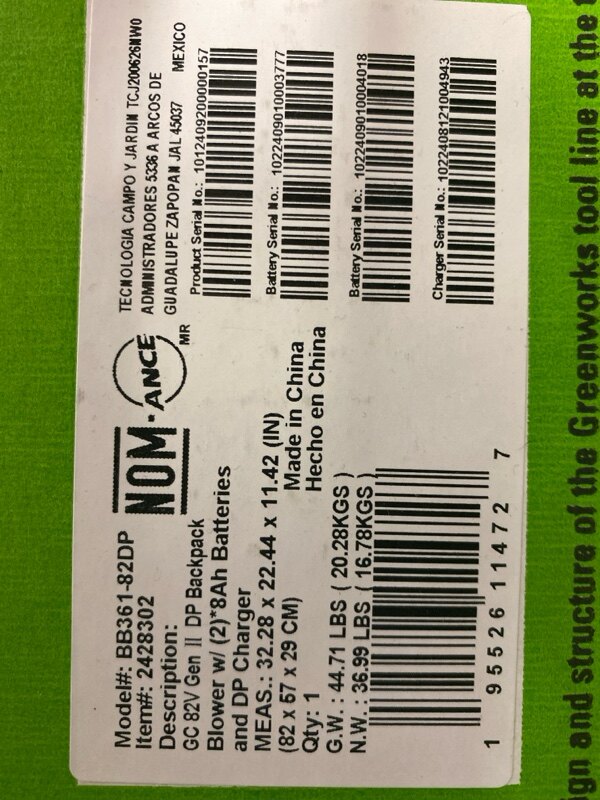 Model#: BB361-82DP
Item#: 2428302
Description:
GC 82V Gen II DP Backpack
Blower w/ (2)*8Ah Batteries
and DP Charger
MEAS.: 32.28 x 22.44 x 11.42 (IN)
(82 x 57 x 29 CM)
Qty: 1
Made in China
Hecho en China
G.W. : 44.71 LBS ( 20.28KGS )
N.W. : 36.99 LBS ( 16.78KGS )
1 95526 11472 7
NOM-ANCE
MR
TECNOLOGIA CAMPO Y JARDIN TCJ200626NW0
ADMINISTRADORES 5336 A ARCOS DE
GUADALUPE ZAPOPAN JAL 45037 MEXICO
Product Serial No.: 1012409200000157
Battery Serial No.: 1022409010003777
Battery Serial No.: 1022409010004018
Charger Serial No.: 1022408121004943
and structure of the Greenworks tool line at the